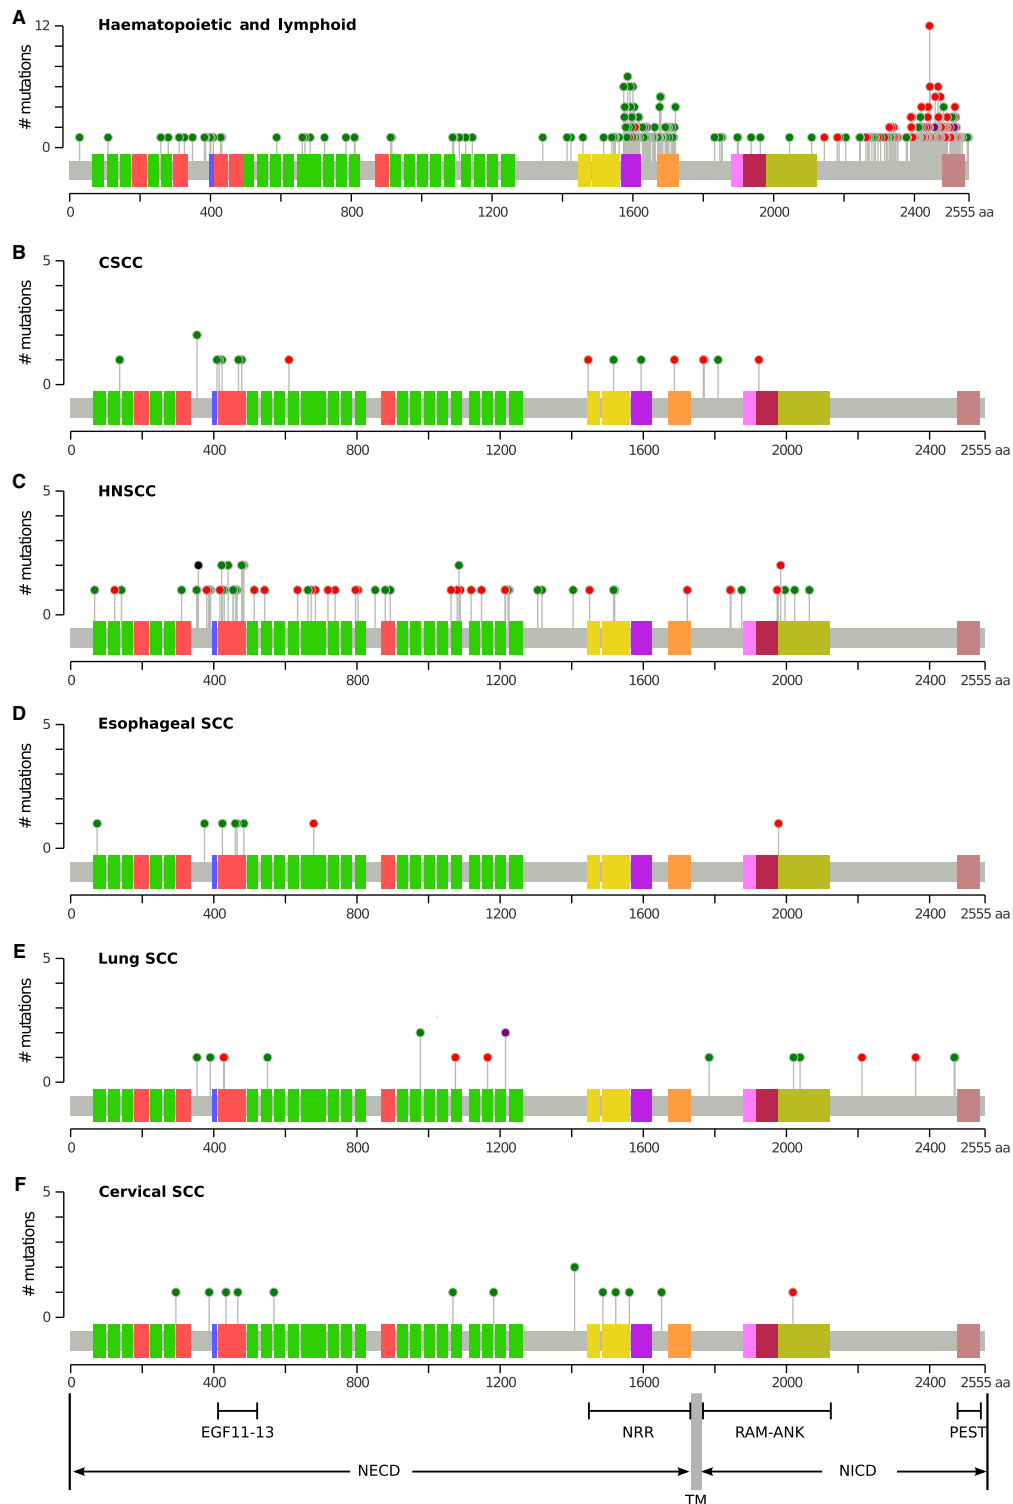 A
Haematopoietic and lymphoid
# mutations
12
0
0 400 800 1200 1600 2000 2400 2555 aa
B
CSCC
# mutations
5
0
0 400 800 1200 1600 2000 2400 2555 aa
C
HNSCC
# mutations
5
0
0 400 800 1200 1600 2000 2400 2555 aa
D
Esophageal SCC
# mutations
5
0
0 400 800 1200 1600 2000 2400 2555 aa
E
Lung SCC
# mutations
5
0
0 400 800 1200 1600 2000 2400 2555 aa
F
Cervical SCC
# mutations
5
0
0 400 800 1200 1600 2000 2400 2555 aa
EGF11-13 NRR RAM-ANK PEST
NECD NICD
TM